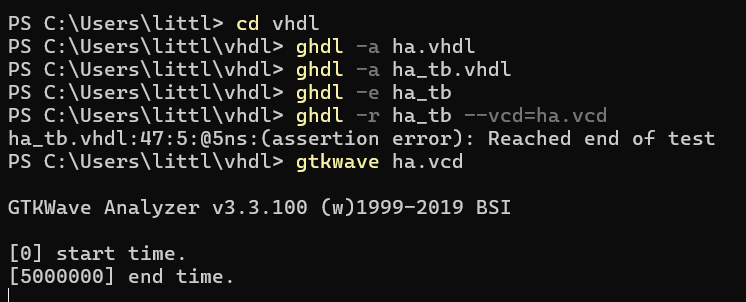 PS C:\Users\littl> cd vhdl
PS C:\Users\littl\vhdl> ghdl -a ha.vhdl
PS C:\Users\littl\vhdl> ghdl -a ha_tb.vhdl
PS C:\Users\littl\vhdl> ghdl -e ha_tb
PS C:\Users\littl\vhdl> ghdl -r ha_tb --vcd=ha.vcd
ha_tb.vhdl:47:5:@5ns:(assertion error): Reached end of test
PS C:\Users\littl\vhdl> gtkwave ha.vcd
GTKWave Analyzer v3.3.100 (w)1999-2019 BSI
[0] start time.
[5000000] end time.